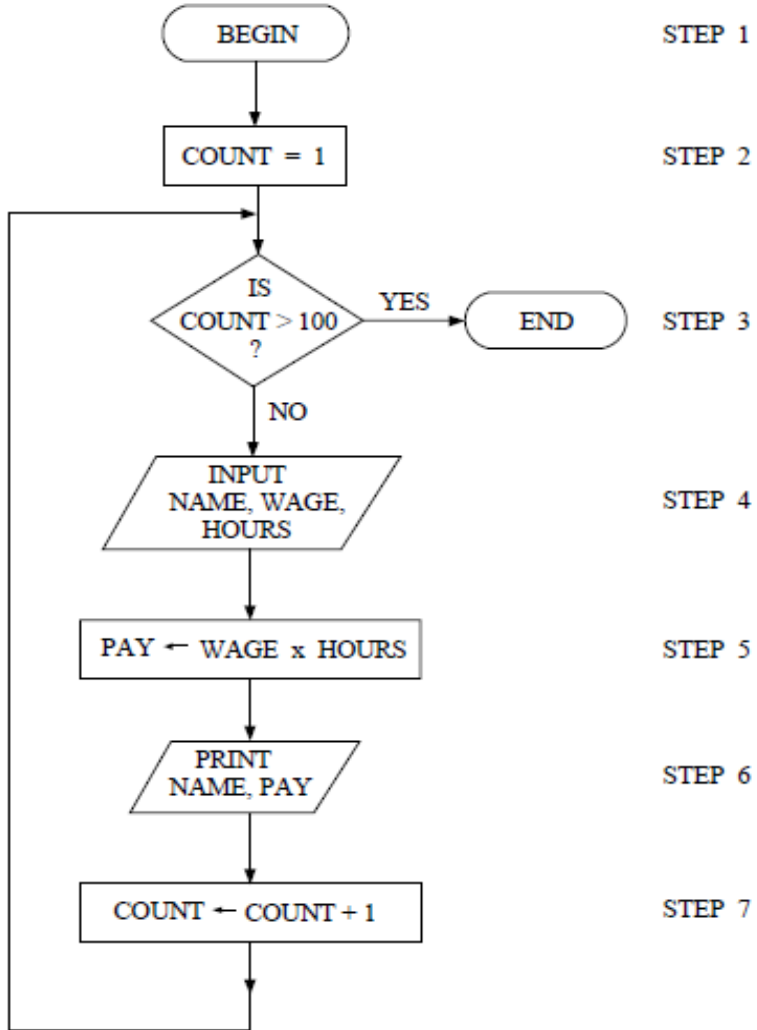 BEGIN
STEP 1
COUNT = 1
STEP 2
IS
COUNT > 100
?
YES
END
STEP 3
NO
INPUT
NAME, WAGE,
HOURS
STEP 4
PAY ← WAGE x HOURS
STEP 5
PRINT
NAME, PAY
STEP 6
COUNT ← COUNT + 1
STEP 7